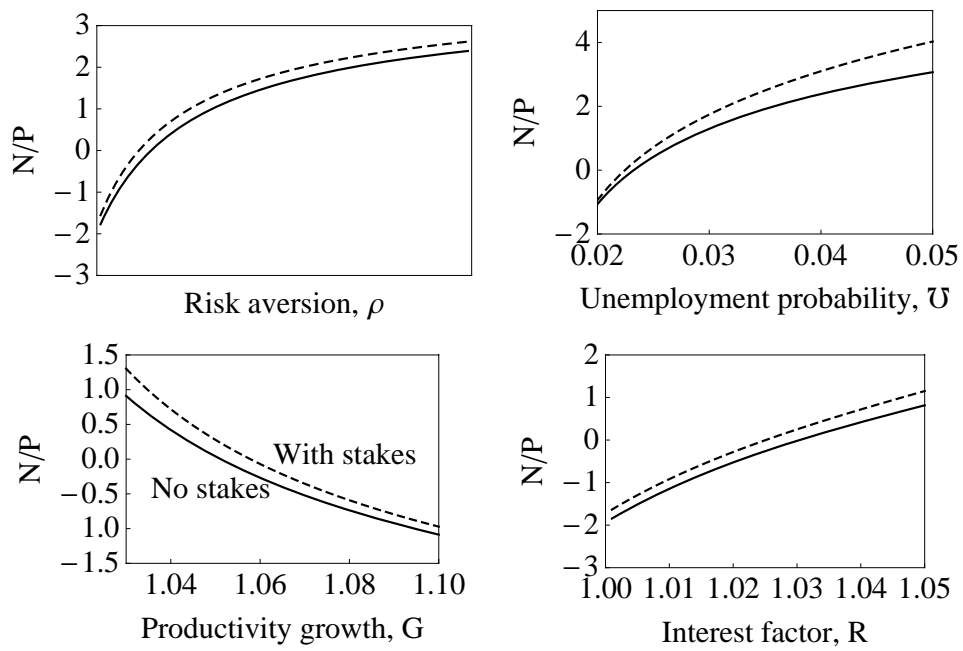 3
2
1
0
−1
−2
−3
N/P
Risk aversion, ρ
4
2
0
−2
N/P
0.02 0.03 0.04 0.05
Unemployment probability, ℧
1.5
1.0
0.5
0.0
−0.5
1.0
−1.5
N/P
With stakes
No stakes
1.04 1.06 1.08 1.10
Productivity growth, G
2
1
0
−1
−2
−3
N/P
1.00 1.01 1.02 1.03 1.04 1.05
Interest factor, R